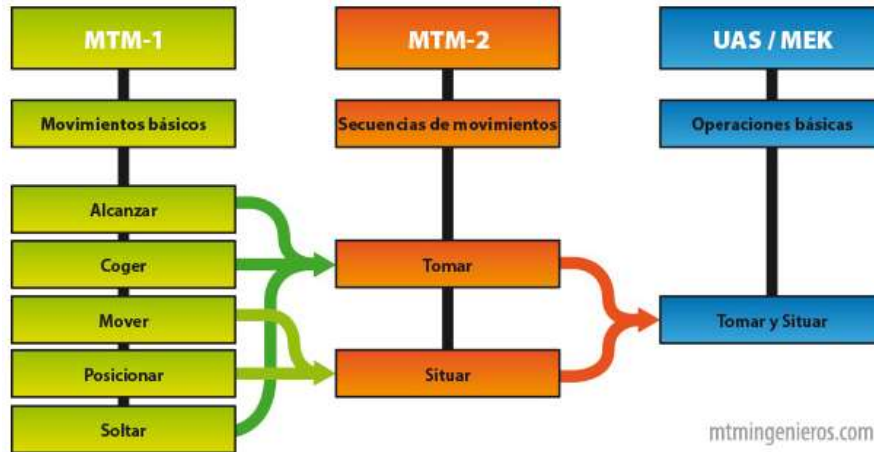 MTM-1
MTM-2
UAS / MEK
Movimientos básicos
Secuencias de movimientos
Operaciones básicas
Alcanzar
Coger
Tomar
Mover
Tomar y Situar
Posicionar
Situar
Soltar
mtmingenieros.com